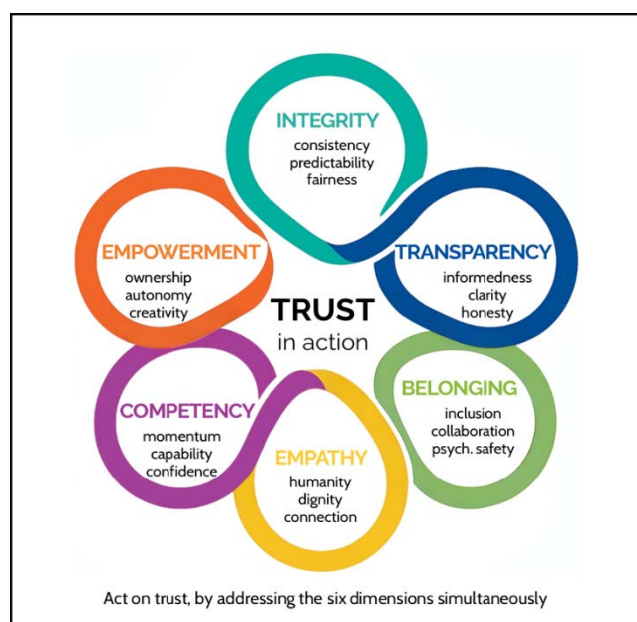 INTEGRITY
consistency
predictability
fairness
EMPOWERMENT
ownership
autonomy
creativity
TRANSPARENCY
informedness
clarity
honesty
TRUST
in action
COMPETENCY
momentum
capability
confidence
BELONGING
inclusion
collaboration
psych. safety
EMPATHY
humanity
dignity
connection
Act on trust, by addressing the six dimensions simultaneously